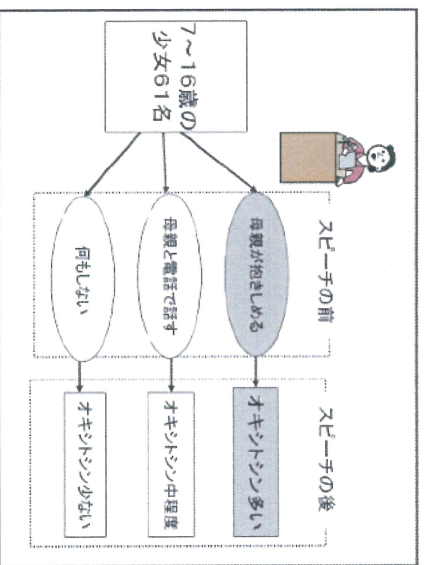 スピーチの前
スピーチの後
7~16歳の
少女61名
母親が抱きしめる
オキシトシン多い
母親と電話で話す
オキシトシン中程度
何もしない
オキシトシン少ない